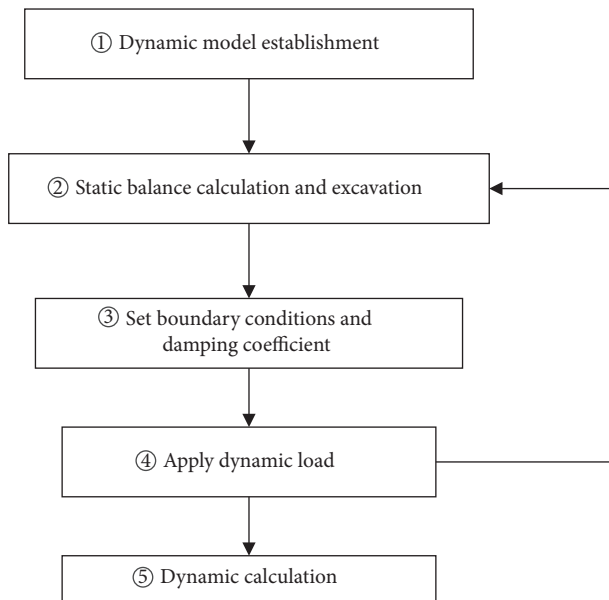 ① Dynamic model establishment
② Static balance calculation and excavation
③ Set boundary conditions and
damping coefficient
④ Apply dynamic load
⑤ Dynamic calculation